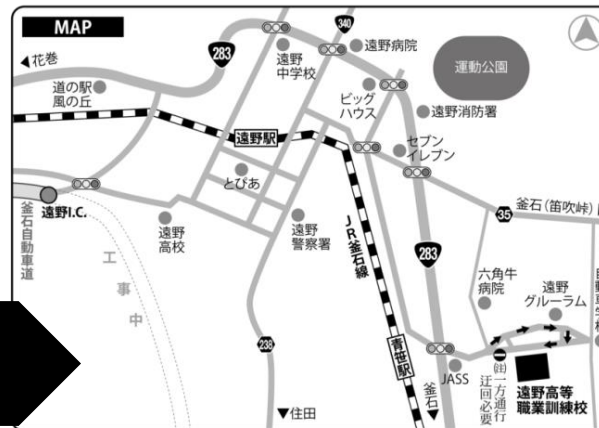 MAP
花巻
283
340
遠野病院
遠野
中学校
運動公園
道の駅
風の丘
ビッグ
ハウス
遠野消防署
遠野駅
セブン
イレブン
とぴあ
遠野I.C.
釜石自動車道
工事中
遠野
高校
遠野
警察署
JR釜石線
35
釜石(笛吹峠)
283
六角牛
病院
遠野
グルーラム
238
青笹駅
釜石
JASS
㊟一方通行
迂回必要
遠野高等
職業訓練校
住田